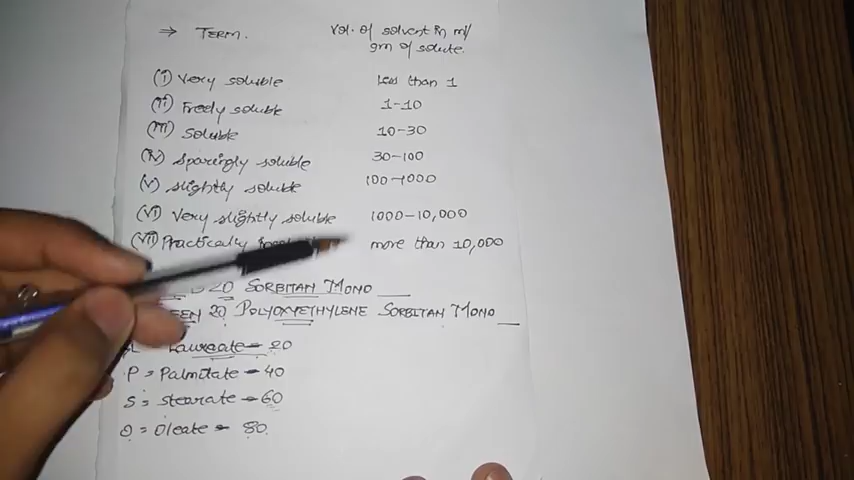 ⇒ TERM. Vol. of solvent in ml/
gm of solute.
(i) Very soluble Less than 1
(ii) Freely soluble 1-10
(iii) Soluble 10-30
(iv) Sparingly soluble 30-100
(v) slightly soluble 100-1000
(vi) Very slightly soluble 1000-10,000
(vii) Practically more than 10,000
20 SORBITAN MONO
20 POLYOXYETHYLENE SORBITAN MONO
Laureate - 20
P = Palmitate - 40
S = Stearate - 60
O = Oleate - 80